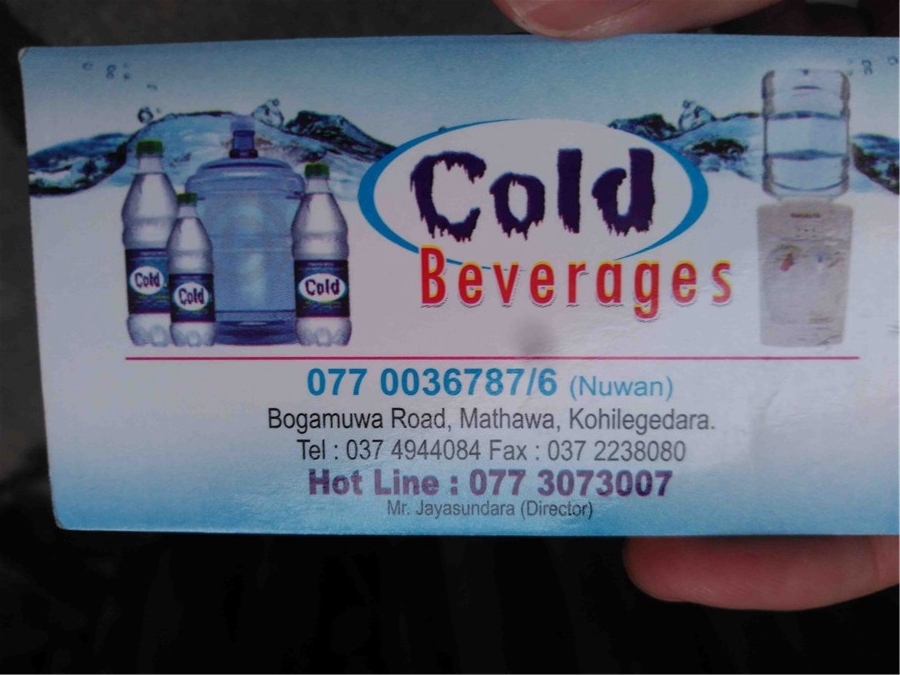 Cold
Beverages
Cold
Cold
Cold
077 0036787/6 (Nuwan)
Bogamuwa Road, Mathawa, Kohilegedara.
Tel : 037 4944084 Fax : 037 2238080
Hot Line : 077 3073007
Mr. Jayasundara (Director)